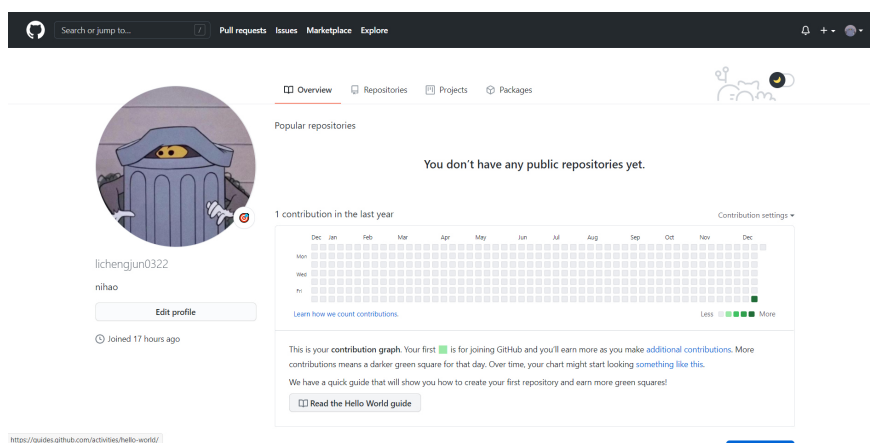 Search or jump to... /
Pull requests Issues Marketplace Explore
Overview Repositories Projects Packages
Popular repositories
You don't have any public repositories yet.
1 contribution in the last year
Contribution settings
Dec Jan Feb Mar Apr May Jun Jul Aug Sep Oct Nov Dec
Mon
Wed
Fri
Learn how we count contributions.
Less More
lichengjun0322
nihao
Edit profile
Joined 17 hours ago
This is your contribution graph. Your first is for joining GitHub and you'll earn more as you make additional contributions. More
contributions means a darker green square for that day. Over time, your chart might start looking something like this.
We have a quick guide that will show you how to create your first repository and earn more green squares!
Read the Hello World guide
https://guides.github.com/activities/hello-world/